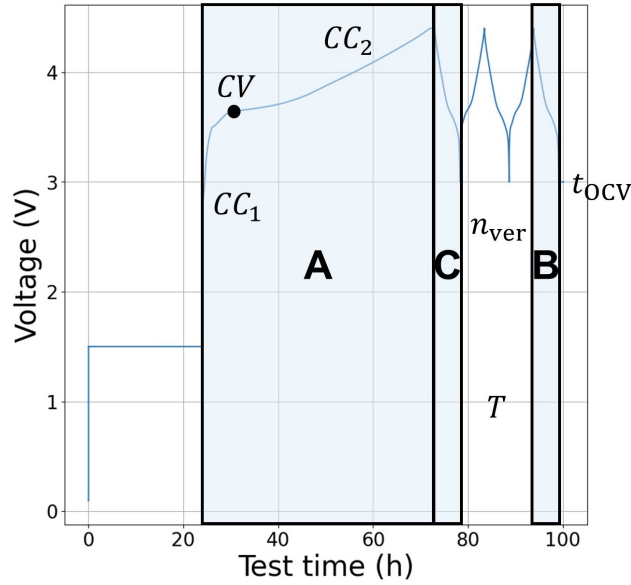 CC₂
4
CV
3
CC₁
t_OCV
n_ver
A
C
B
2
1
T
0
Voltage (V)
0
20
40
60
80
100
Test time (h)